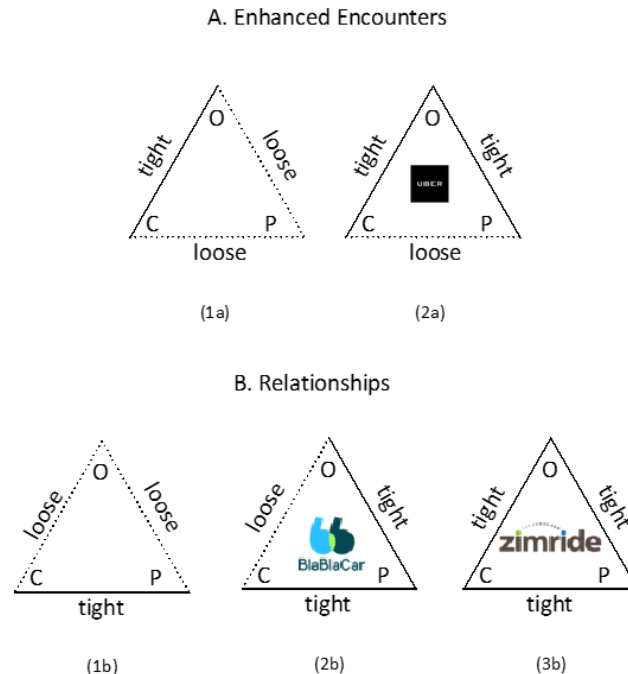 A. Enhanced Encounters
O
tight
loose
C
P
loose
(1a)
O
tight
tight
UBER
C
P
loose
(2a)
B. Relationships
O
loose
loose
C
P
tight
(1b)
O
loose
tight
BlaBlaCar
C
P
tight
(2b)
O
tight
tight
zimride
C
P
tight
(3b)